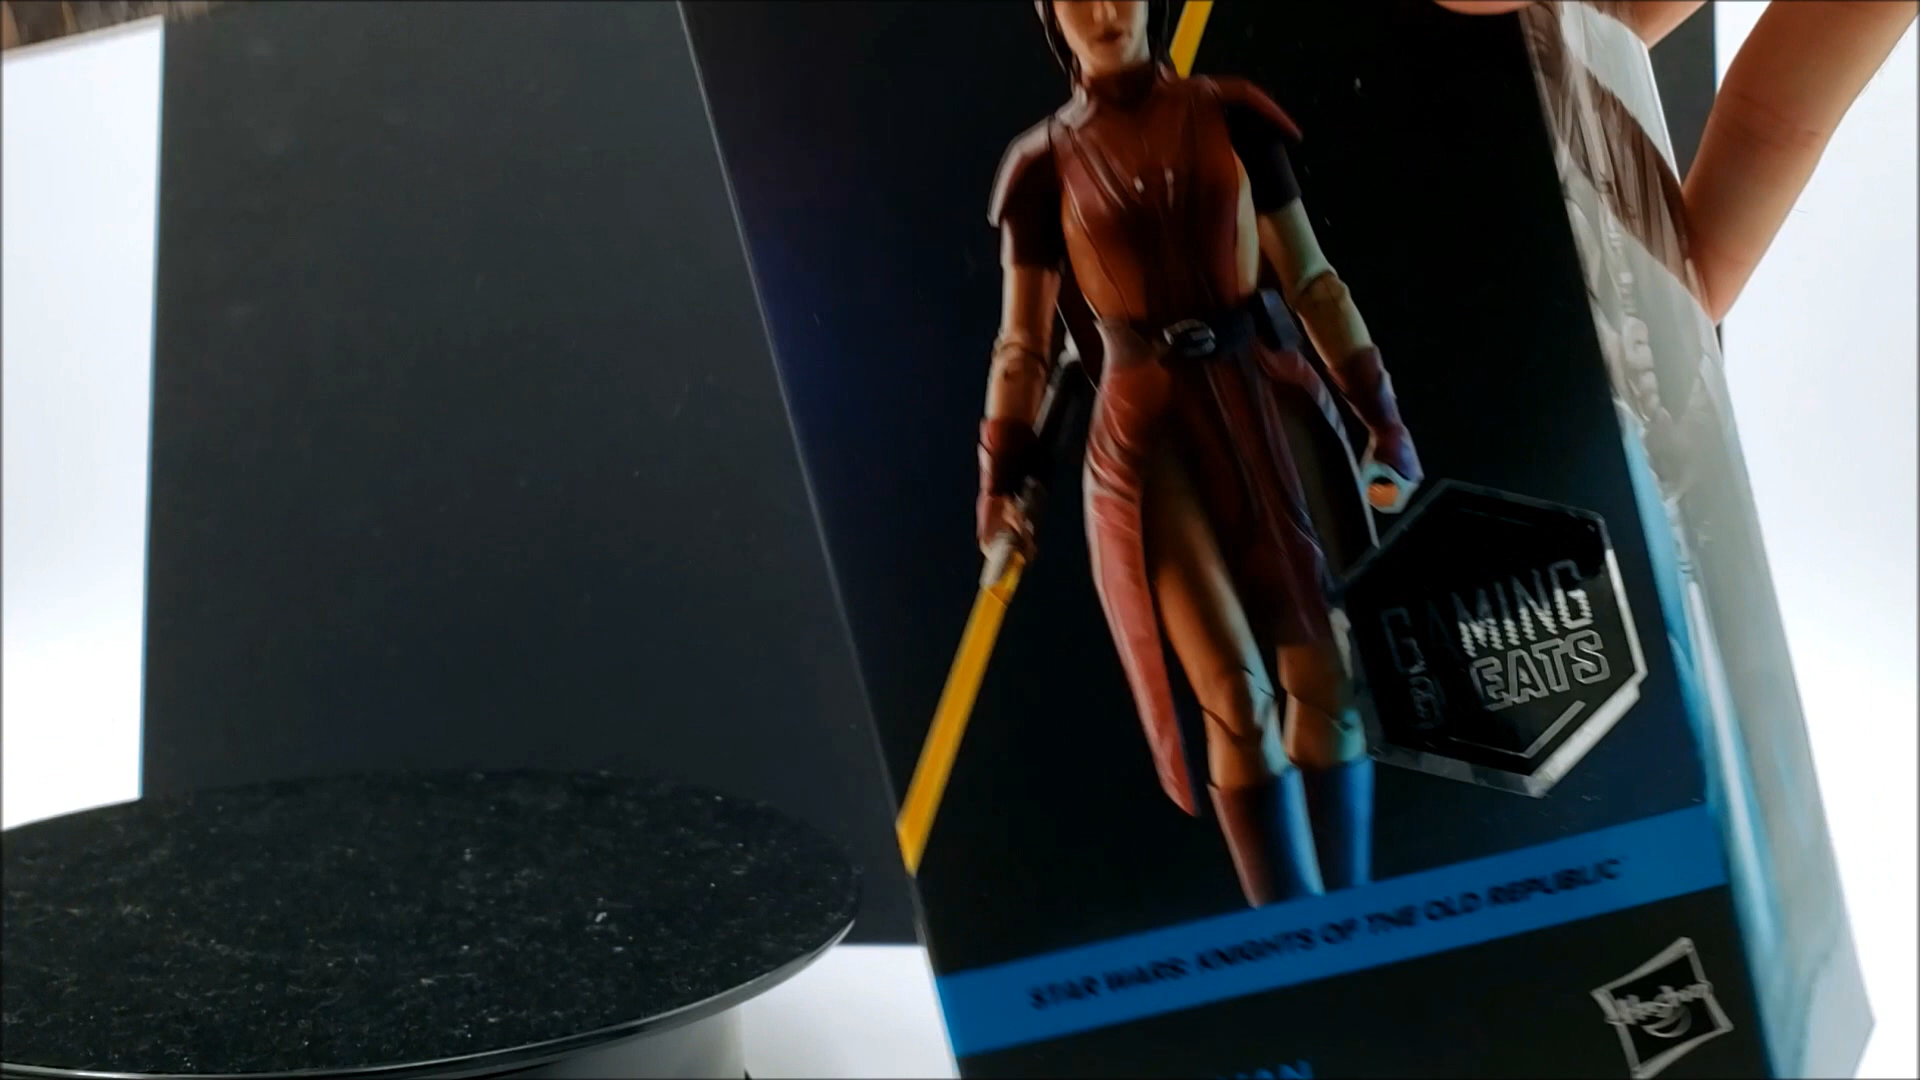 GAMING
GREATS
STAR WARS: KNIGHTS OF THE OLD REPUBLIC
Hasbro